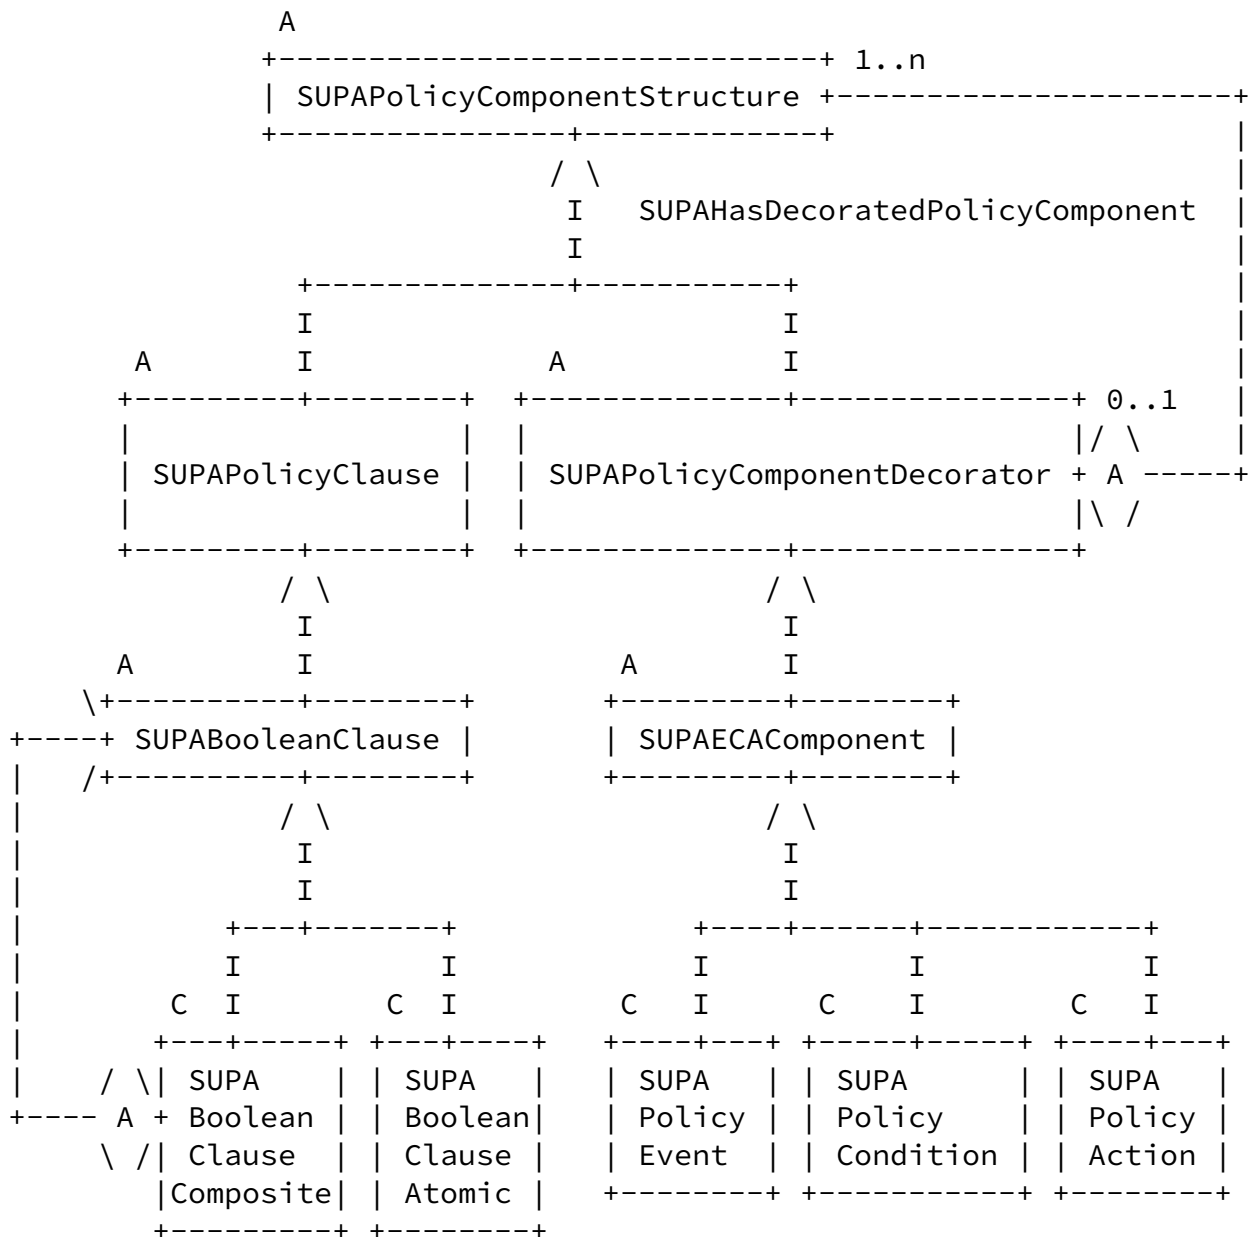 A
1..n
SUPAPolicyComponentStructure
SUPAHasDecoratedPolicyComponent
A A
0..1
SUPAPolicyClause SUPAPolicyComponentDecorator A
A A
SUPABooleanClause SUPAECAComponent
C C C C C
SUPA SUPA SUPA SUPA SUPA
A Boolean Boolean Policy Policy Policy
Clause Clause Event Condition Action
Composite Atomic